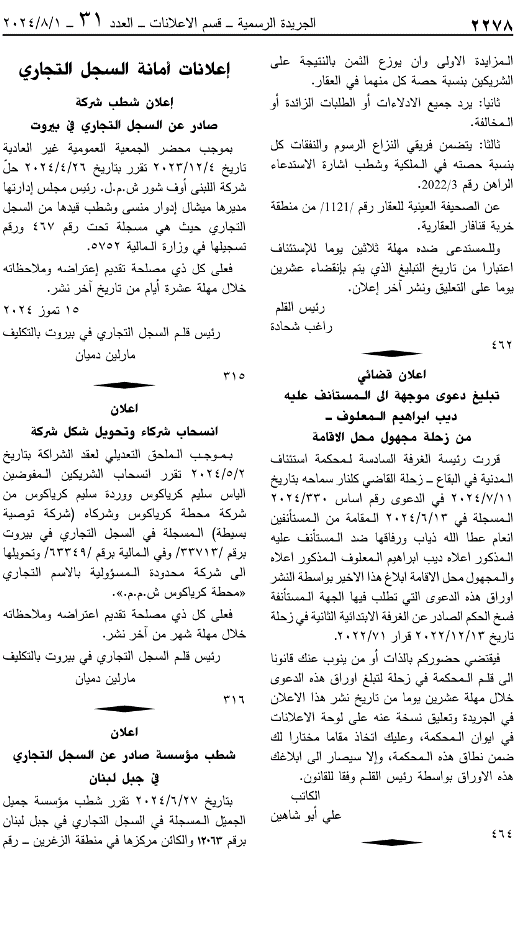 ٢٢٧٨
الجريدة الرسمية ــ قسم الاعلانات ــ العدد ٣١ ــ ٢٠٢٤/٨/١
المزايدة الاولى وان يوزع الثمن بالنتيجة على
الشريكين بنسبة حصة كل منهما في العقار.
ثانيا: يرد جميع الادلاءات أو الطلبات الزائدة أو
المخالفة.
ثالثا: يتضمن فريقي النزاع الرسوم والنفقات كل
بنسبة حصته في الملكية وشطب اشارة الاستدعاء
الراهن رقم 2022/3.
عن الصحيفة العينية للعقار رقم /1121/ من منطقة
خربة قنافار العقارية.
وللمستدعى ضده مهلة ثلاثين يوما للإستئناف
اعتبارا من تاريخ التبليغ الذي يتم بإنقضاء عشرين
يوما على التعليق ونشر آخر إعلان.
رئيس القلم
راغب شحادة
٤٦٢
اعلان قضائي
تبليغ دعوى موجهة الى المستأنف عليه
ديب ابراهيم المعلوف ــ
من زحلة مجهول محل الاقامة
قررت رئيسة الغرفة السادسة لمحكمة استئناف
المدنية في البقاع ــ زحلة القاضي كلنار سماحه بتاريخ
٢٠٢٤/٧/١١ في الدعوى رقم اساس ٢٠٢٤/٣٣٠
المسجلة في ٢٠٢٤/٦/١٣ المقامة من المستأنفين
انعام عطا الله ذياب ورفاقها ضد المستأنف عليه
المذكور اعلاه ديب ابراهيم المعلوف المذكور اعلاه
والمجهول محل الاقامة ابلاغ هذا الاخير بواسطة النشر
اوراق هذه الدعوى التي تطلب فيها الجهة المستأنفة
فسخ الحكم الصادر عن الغرفة الابتدائية الثانية في زحلة
تاريخ ٢٠٢٢/١٢/١٣ قرار ٢٠٢٢/٧١.
فيقتضي حضوركم بالذات أو من ينوب عنك قانونا
الى قلم المحكمة في زحلة لتبلغ اوراق هذه الدعوى
خلال مهلة عشرين يوما من تاريخ نشر هذا الاعلان
في الجريدة وتعليق نسخة عنه على لوحة الاعلانات
في ايوان المحكمة، وعليك اتخاذ مقاما مختارا لك
ضمن نطاق هذه المحكمة، وإلا سيصار الى ابلاغك
هذه الاوراق بواسطة رئيس القلم وفقا للقانون.
الكاتب
علي أبو شاهين
٤٦٤
إعلانات أمانة السجل التجاري
إعلان شطب شركة
صادر عن السجل التجاري في بيروت
بموجب محضر الجمعية العمومية غير العادية
تاريخ ٢٠٢٣/١٢/٤ تقرر بتاريخ ٢٠٢٤/٤/٢٦ حلّ
شركة اللبنى أوف شور ش.م.ل. رئيس مجلس إدارتها
مديرها ميشال إدوار منسى وشطب قيدها من السجل
التجاري حيث هي مسجلة تحت رقم ٤٦٧ ورقم
تسجيلها في وزارة المالية ٥٧٥٢.
فعلى كل ذي مصلحة تقديم إعتراضه وملاحظاته
خلال مهلة عشرة أيام من تاريخ آخر نشر.
١٥ تموز ٢٠٢٤
رئيس قلم السجل التجاري في بيروت بالتكليف
مارلين دميان
٣١٥
اعلان
انسحاب شركاء وتحويل شكل شركة
بموجب الملحق التعديلي لعقد الشراكة بتاريخ
٢٠٢٤/٥/٢ تقرر انسحاب الشريكين المفوضين
الياس سليم كرياكوس ووردة سليم كرياكوس من
شركة محطة كرياكوس وشركاه (شركة توصية
بسيطة) المسجلة في السجل التجاري في بيروت
برقم /٣٣٧١٣/ وفي المالية برقم /٦٣٣٤٩/ وتحويلها
الى شركة محدودة المسؤولية بالاسم التجاري
«محطة كرياكوس ش.م.م.».
فعلى كل ذي مصلحة تقديم اعتراضه وملاحظاته
خلال مهلة شهر من آخر نشر.
رئيس قلم السجل التجاري في بيروت بالتكليف
مارلين دميان
٣١٦
اعلان
شطب مؤسسة صادر عن السجل التجاري
في جبل لبنان
بتاريخ ٢٠٢٤/٦/٢٧ تقرر شطب مؤسسة جميل
الجميّل المسجلة في السجل التجاري في جبل لبنان
برقم ١٢٠٦٣ والكائن مركزها في منطقة الزغرين ــ رقم